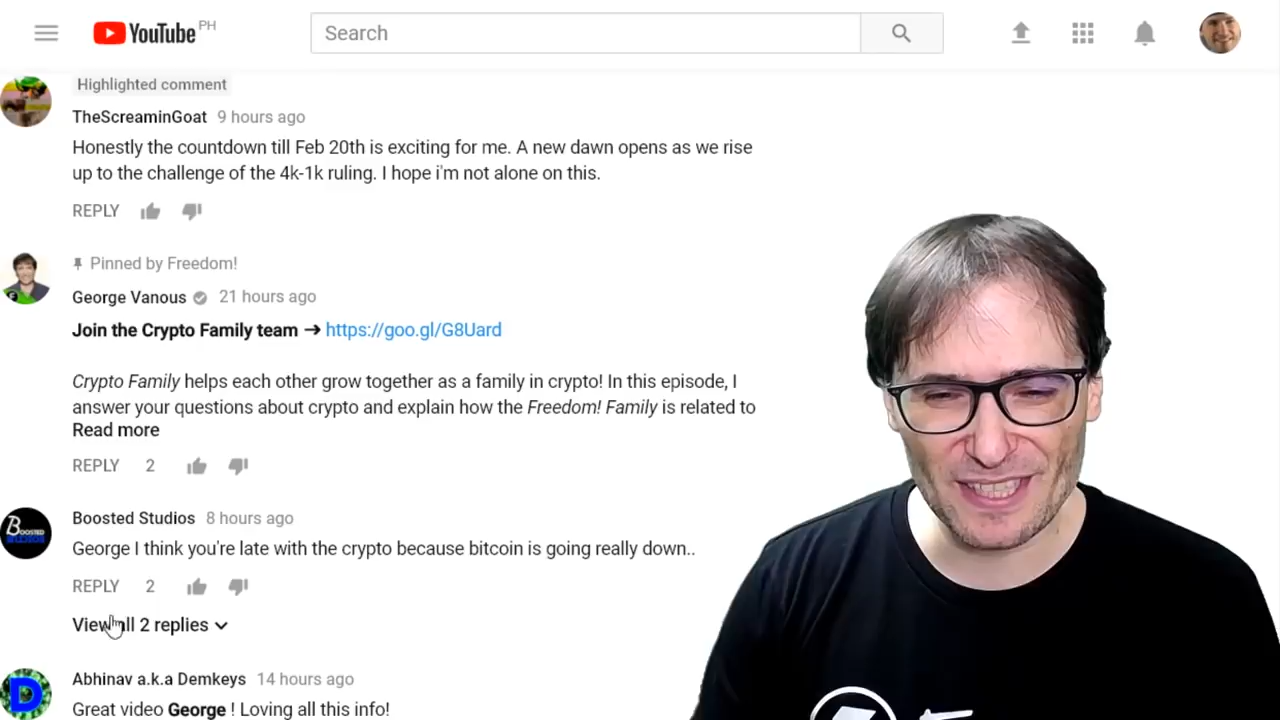 YouTube PH
Search
Highlighted comment
TheScreaminGoat 9 hours ago
Honestly the countdown till Feb 20th is exciting for me. A new dawn opens as we rise
up to the challenge of the 4k-1k ruling. I hope i'm not alone on this.
REPLY
Pinned by Freedom!
George Vanous 21 hours ago
Join the Crypto Family team → https://goo.gl/G8Uard
Crypto Family helps each other grow together as a family in crypto! In this episode, I
answer your questions about crypto and explain how the Freedom! Family is related to
Read more
REPLY 2
Boosted Studios 8 hours ago
George I think you're late with the crypto because bitcoin is going really down..
REPLY 2
View all 2 replies
Abhinav a.k.a Demkeys 14 hours ago
Great video George ! Loving all this info!